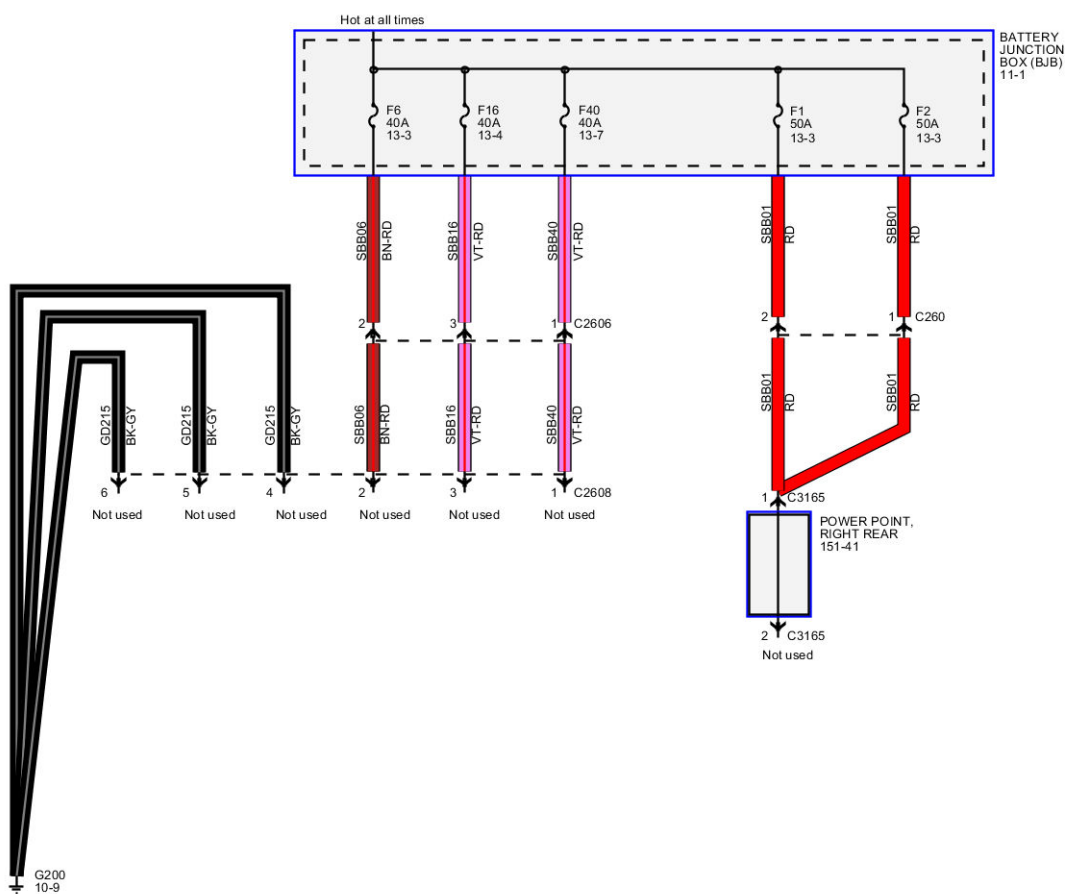 Hot at all times
BATTERY
JUNCTION
BOX (BJB)
11-1
F6
40A
13-3
F16
40A
13-4
F40
40A
13-7
F1
50A
13-3
F2
50A
13-3
SBB06
BN-RD
SBB16
VT-RD
SBB40
VT-RD
SBB01
RD
SBB01
RD
2
3
1 C2606
2
1 C260
GD215
BK-GY
GD215
BK-GY
GD215
BK-GY
SBB06
BN-RD
SBB16
VT-RD
SBB40
VT-RD
SBB01
RD
SBB01
RD
6
5
4
2
3
1 C2608
Not used
Not used
Not used
Not used
Not used
Not used
1 C3165
POWER POINT,
RIGHT REAR
151-41
2 C3165
Not used
G200
10-9